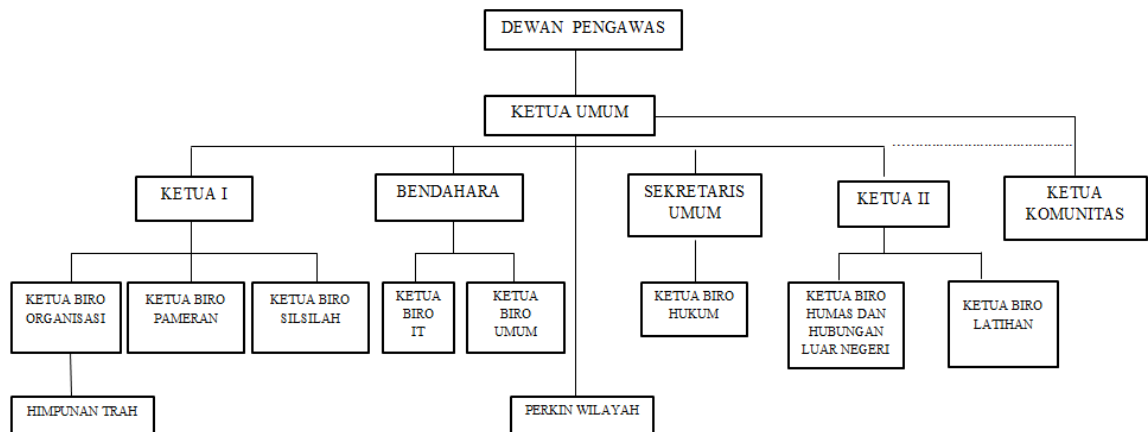 DEWAN PENGAWAS
KETUA UMUM
KETUA I
BENDAHARA
SEKRETARIS
UMUM
KETUA II
KETUA
KOMUNITAS
KETUA BIRO
ORGANISASI
KETUA BIRO
PAMERAN
KETUA BIRO
SILSILAH
KETUA
BIRO
IT
KETUA
BIRO
UMUM
KETUA BIRO
HUKUM
KETUA BIRO
HUMAS DAN
HUBUNGAN
LUAR NEGERI
KETUA BIRO
LATIHAN
HIMPUNAN TRAH
PERKIN WILAYAH